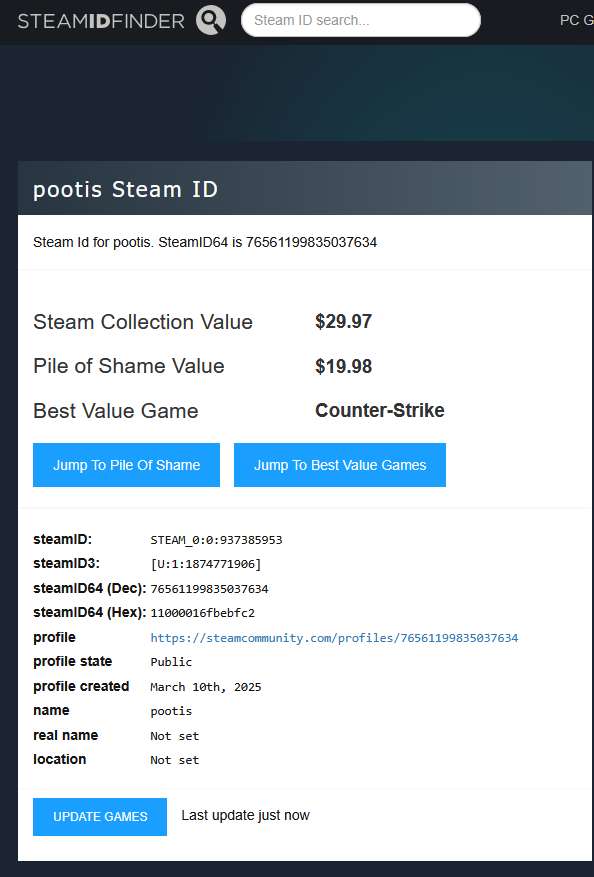 STEAMIDFINDER
Steam ID search...
PC G
pootis Steam ID
Steam Id for pootis. SteamID64 is 76561199835037634
Steam Collection Value $29.97
Pile of Shame Value $19.98
Best Value Game Counter-Strike
Jump To Pile Of Shame Jump To Best Value Games
steamID: STEAM_0:0:937385953
steamID3: [U:1:1874771906]
steamID64 (Dec): 76561199835037634
steamID64 (Hex): 11000016fbebfc2
profile https://steamcommunity.com/profiles/76561199835037634
profile state Public
profile created March 10th, 2025
name pootis
real name Not set
location Not set
UPDATE GAMES Last update just now